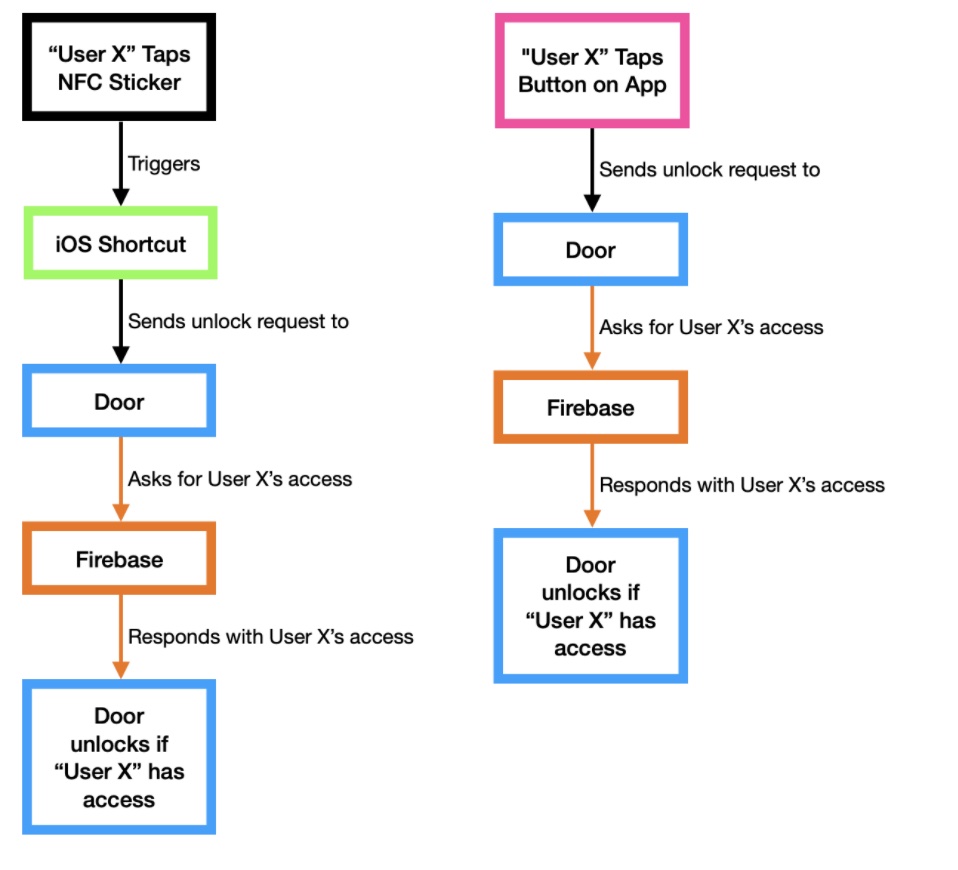 “User X” Taps
NFC Sticker
Triggers
iOS Shortcut
Sends unlock request to
Door
Asks for User X’s access
Firebase
Responds with User X’s access
Door
unlocks if
“User X” has
access
"User X” Taps
Button on App
Sends unlock request to
Door
Asks for User X’s access
Firebase
Responds with User X’s access
Door
unlocks if
“User X” has
access